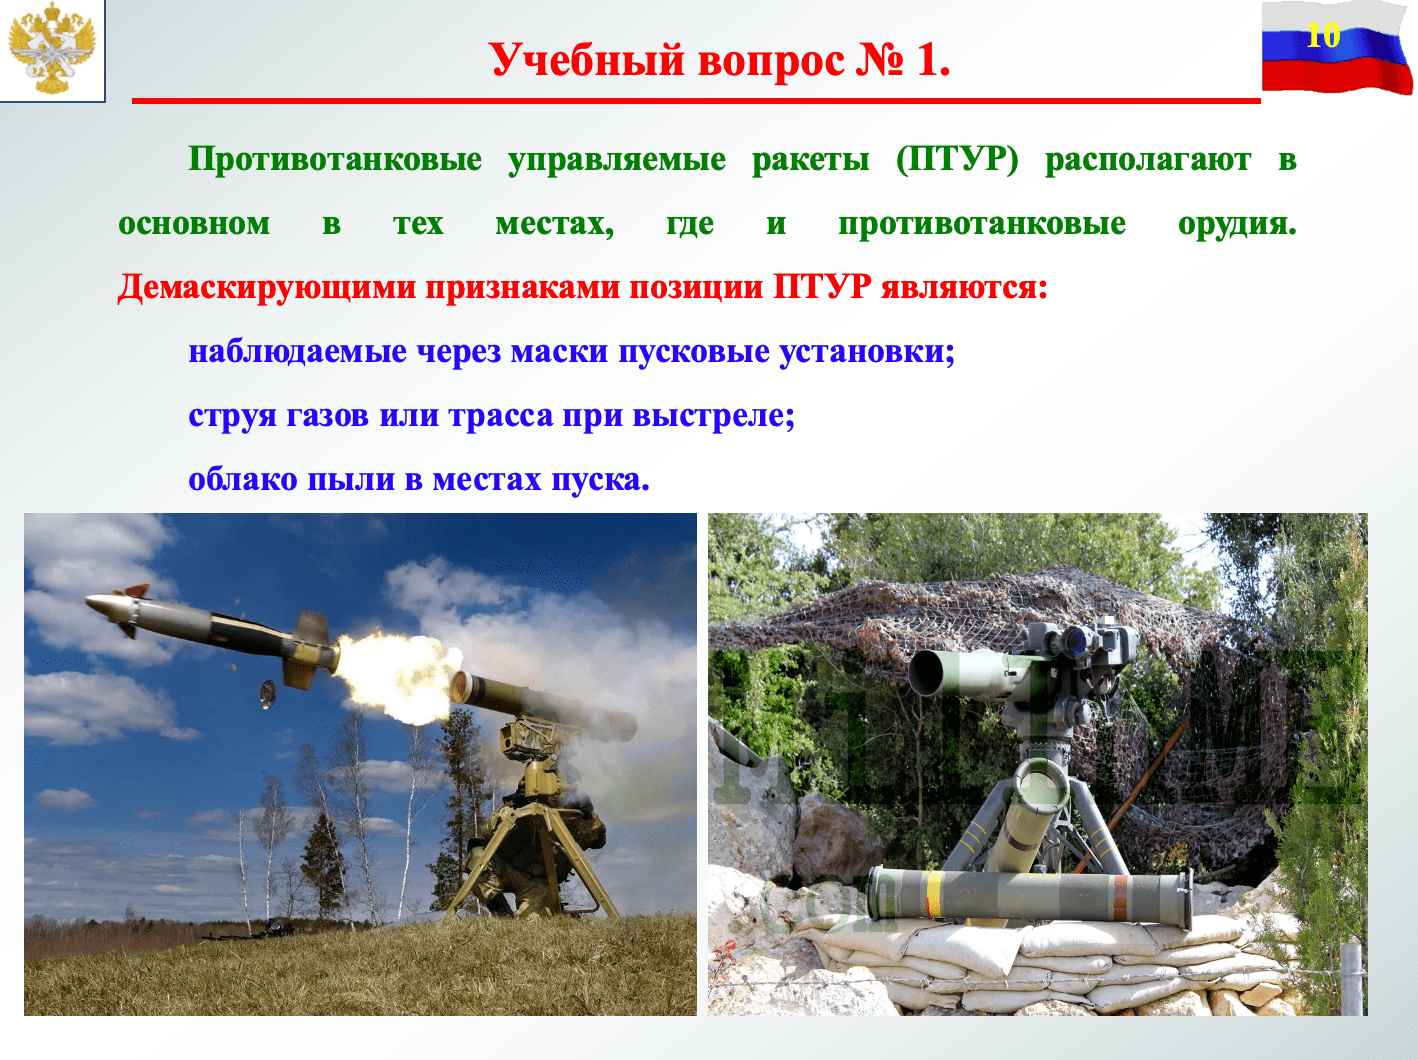 10
Учебный вопрос № 1.
Противотанковые управляемые ракеты (ПТУР) располагают в
основном в тех местах, где и противотанковые орудия.
Демаскирующими признаками позиции ПТУР являются:
наблюдаемые через маски пусковые установки;
струя газов или трасса при выстреле;
облако пыли в местах пуска.
.com